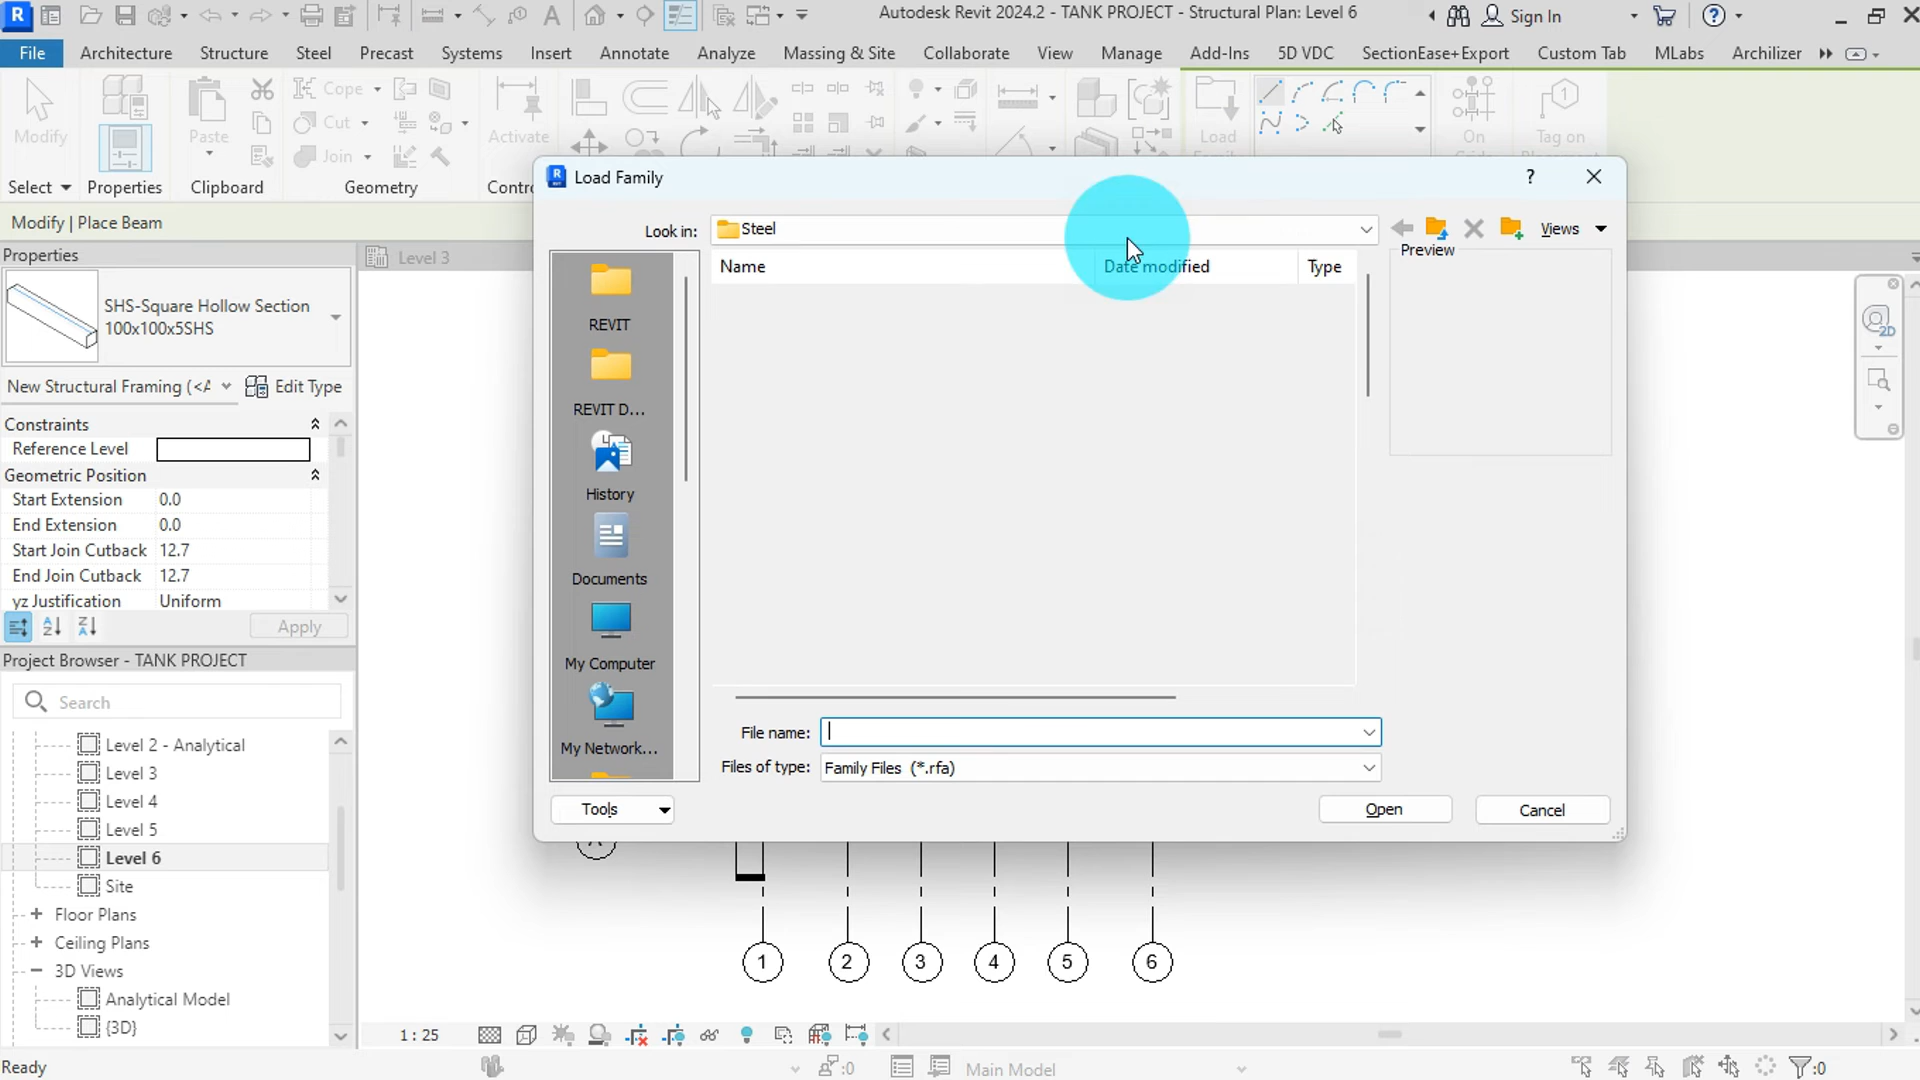 Autodesk Revit 2024.2 - TANK PROJECT - Structural Plan: Level 6
Sign In
File Architecture Structure Steel Precast Systems Insert Annotate Analyze Massing & Site Collaborate View Manage Add-Ins 5D VDC SectionEase+Export Custom Tab MLabs Archilizer
Modify Paste Cope Cut Join Activate Load On Tag on
Select Properties Clipboard Geometry
Modify | Place Beam
Properties
SHS-Square Hollow Section
100x100x5SHS
New Structural Framing (<A
Edit Type
Constraints
Reference Level
Geometric Position
Start Extension 0.0
End Extension 0.0
Start Join Cutback 12.7
End Join Cutback 12.7
yz Justification Uniform
Apply
Project Browser - TANK PROJECT
Search
Level 2 - Analytical
Level 3
Level 4
Level 5
Level 6
Site
Floor Plans
Ceiling Plans
3D Views
Analytical Model
{3D}
Level 3
Load Family
Look in: Steel
Views
Preview
Name Date modified Type
REVIT
REVIT D...
History
Documents
My Computer
My Network...
File name:
Files of type: Family Files (*.rfa)
Tools
Open
Cancel
1 2 3 4 5 6
1 : 25
2D
Ready
:0
Main Model
:0